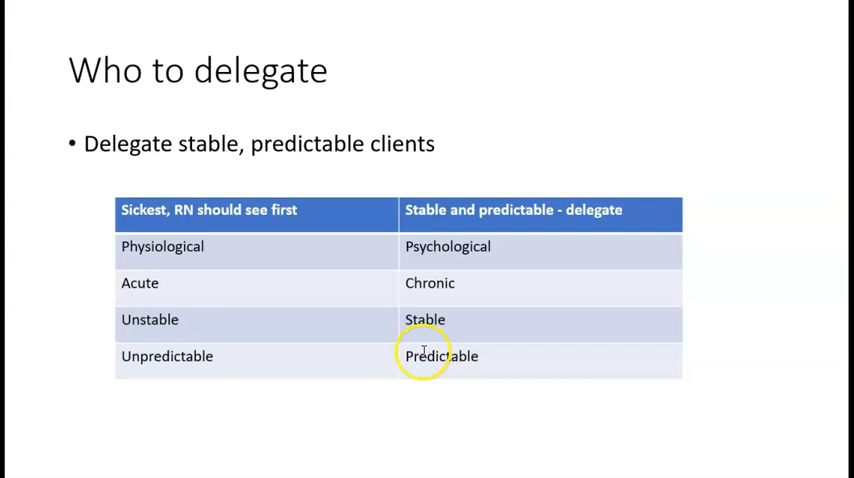 Who to delegate
• Delegate stable, predictable clients
Sickest, RN should see first
Stable and predictable - delegate
Physiological
Psychological
Acute
Chronic
Unstable
Stable
Unpredictable
Predictable